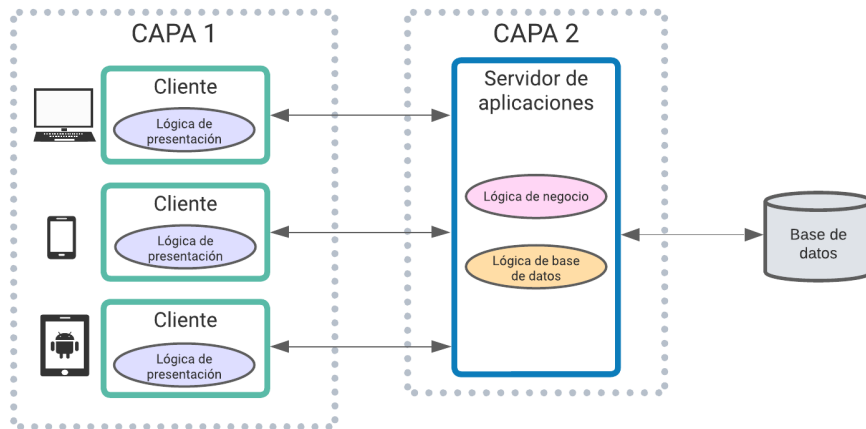 CAPA 1
Cliente
Lógica de
presentación
Cliente
Lógica de
presentación
Cliente
Lógica de
presentación
CAPA 2
Servidor de
aplicaciones
Lógica de negocio
Lógica de base
de datos
Base de
datos